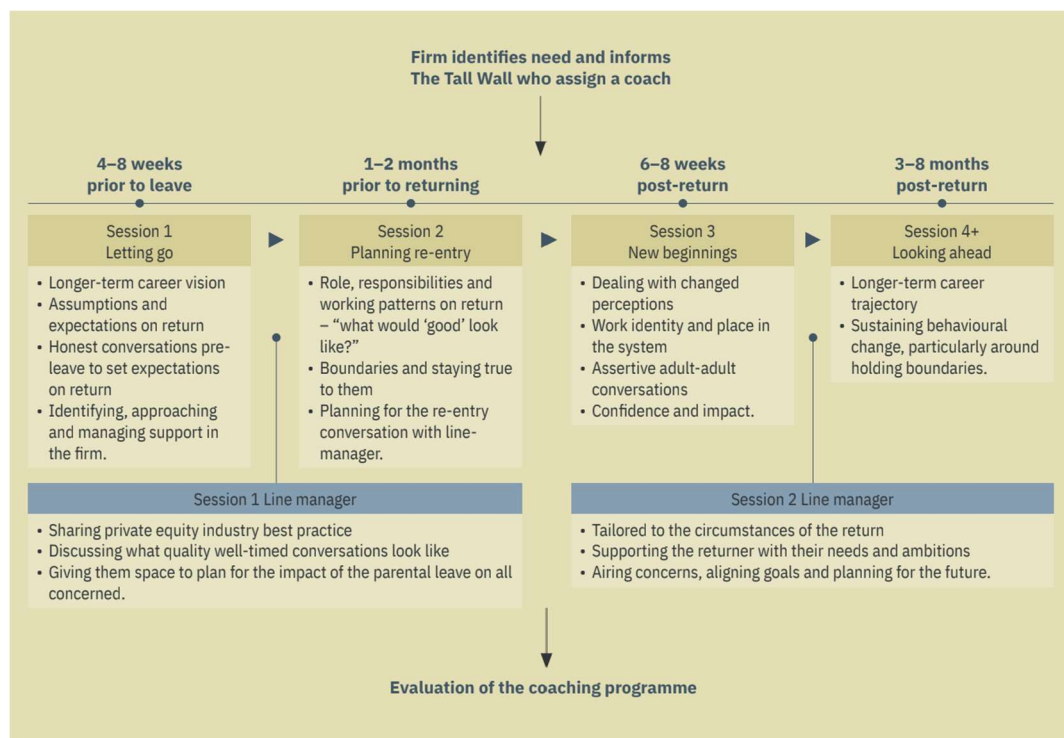 Firm identifies need and informs
The Tall Wall who assign a coach
4–8 weeks
prior to leave
1–2 months
prior to returning
6–8 weeks
post-return
3–8 months
post-return
Session 1
Letting go
• Longer-term career vision
• Assumptions and
expectations on return
• Honest conversations pre-
leave to set expectations
on return
• Identifying, approaching
and managing support in
the firm.
Session 2
Planning re-entry
• Role, responsibilities and
working patterns on return
– “what would ‘good’ look
like?”
• Boundaries and staying true
to them
• Planning for the re-entry
conversation with line-
manager.
Session 3
New beginnings
• Dealing with changed
perceptions
• Work identity and place in
the system
• Assertive adult-adult
conversations
• Confidence and impact.
Session 4+
Looking ahead
• Longer-term career
trajectory
• Sustaining behavioural
change, particularly around
holding boundaries.
Session 1 Line manager
• Sharing private equity industry best practice
• Discussing what quality well-timed conversations look like
• Giving them space to plan for the impact of the parental leave on all
concerned.
Session 2 Line manager
• Tailored to the circumstances of the return
• Supporting the returner with their needs and ambitions
• Airing concerns, aligning goals and planning for the future.
Evaluation of the coaching programme